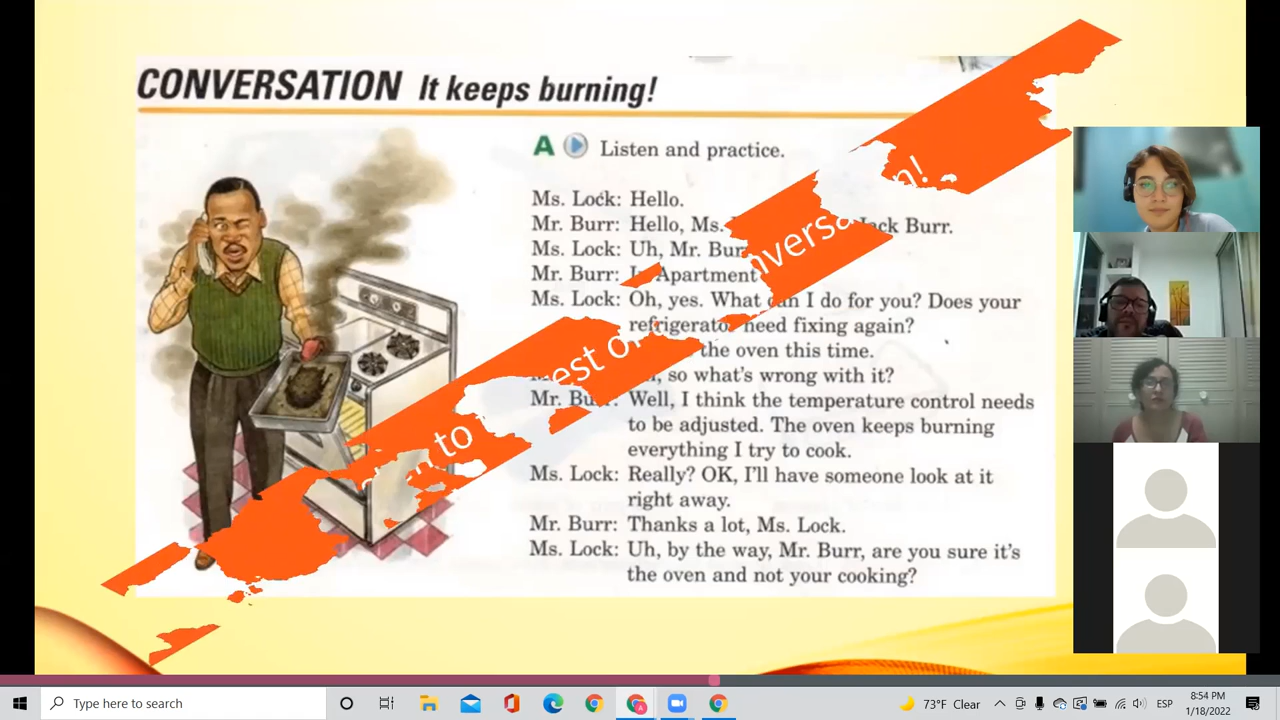 CONVERSATION It keeps burning!
A Listen and practice.
Ms. Lock: Hello.
Mr. Burr: Hello, Ms. Jack Burr.
Ms. Lock: Uh, Mr. Bur
Mr. Burr: Apartment
Ms. Lock: Oh, yes. What can I do for you? Does your
refrigerator need fixing again?
the oven this time.
so what's wrong with it?
Mr. Burr: Well, I think the temperature control needs
to be adjusted. The oven keeps burning
everything I try to cook.
Ms. Lock: Really? OK, I'll have someone look at it
right away.
Mr. Burr: Thanks a lot, Ms. Lock.
Ms. Lock: Uh, by the way, Mr. Burr, are you sure it's
the oven and not your cooking?
to
Type here to search
73°F Clear
ESP
8:54 PM
1/18/2022